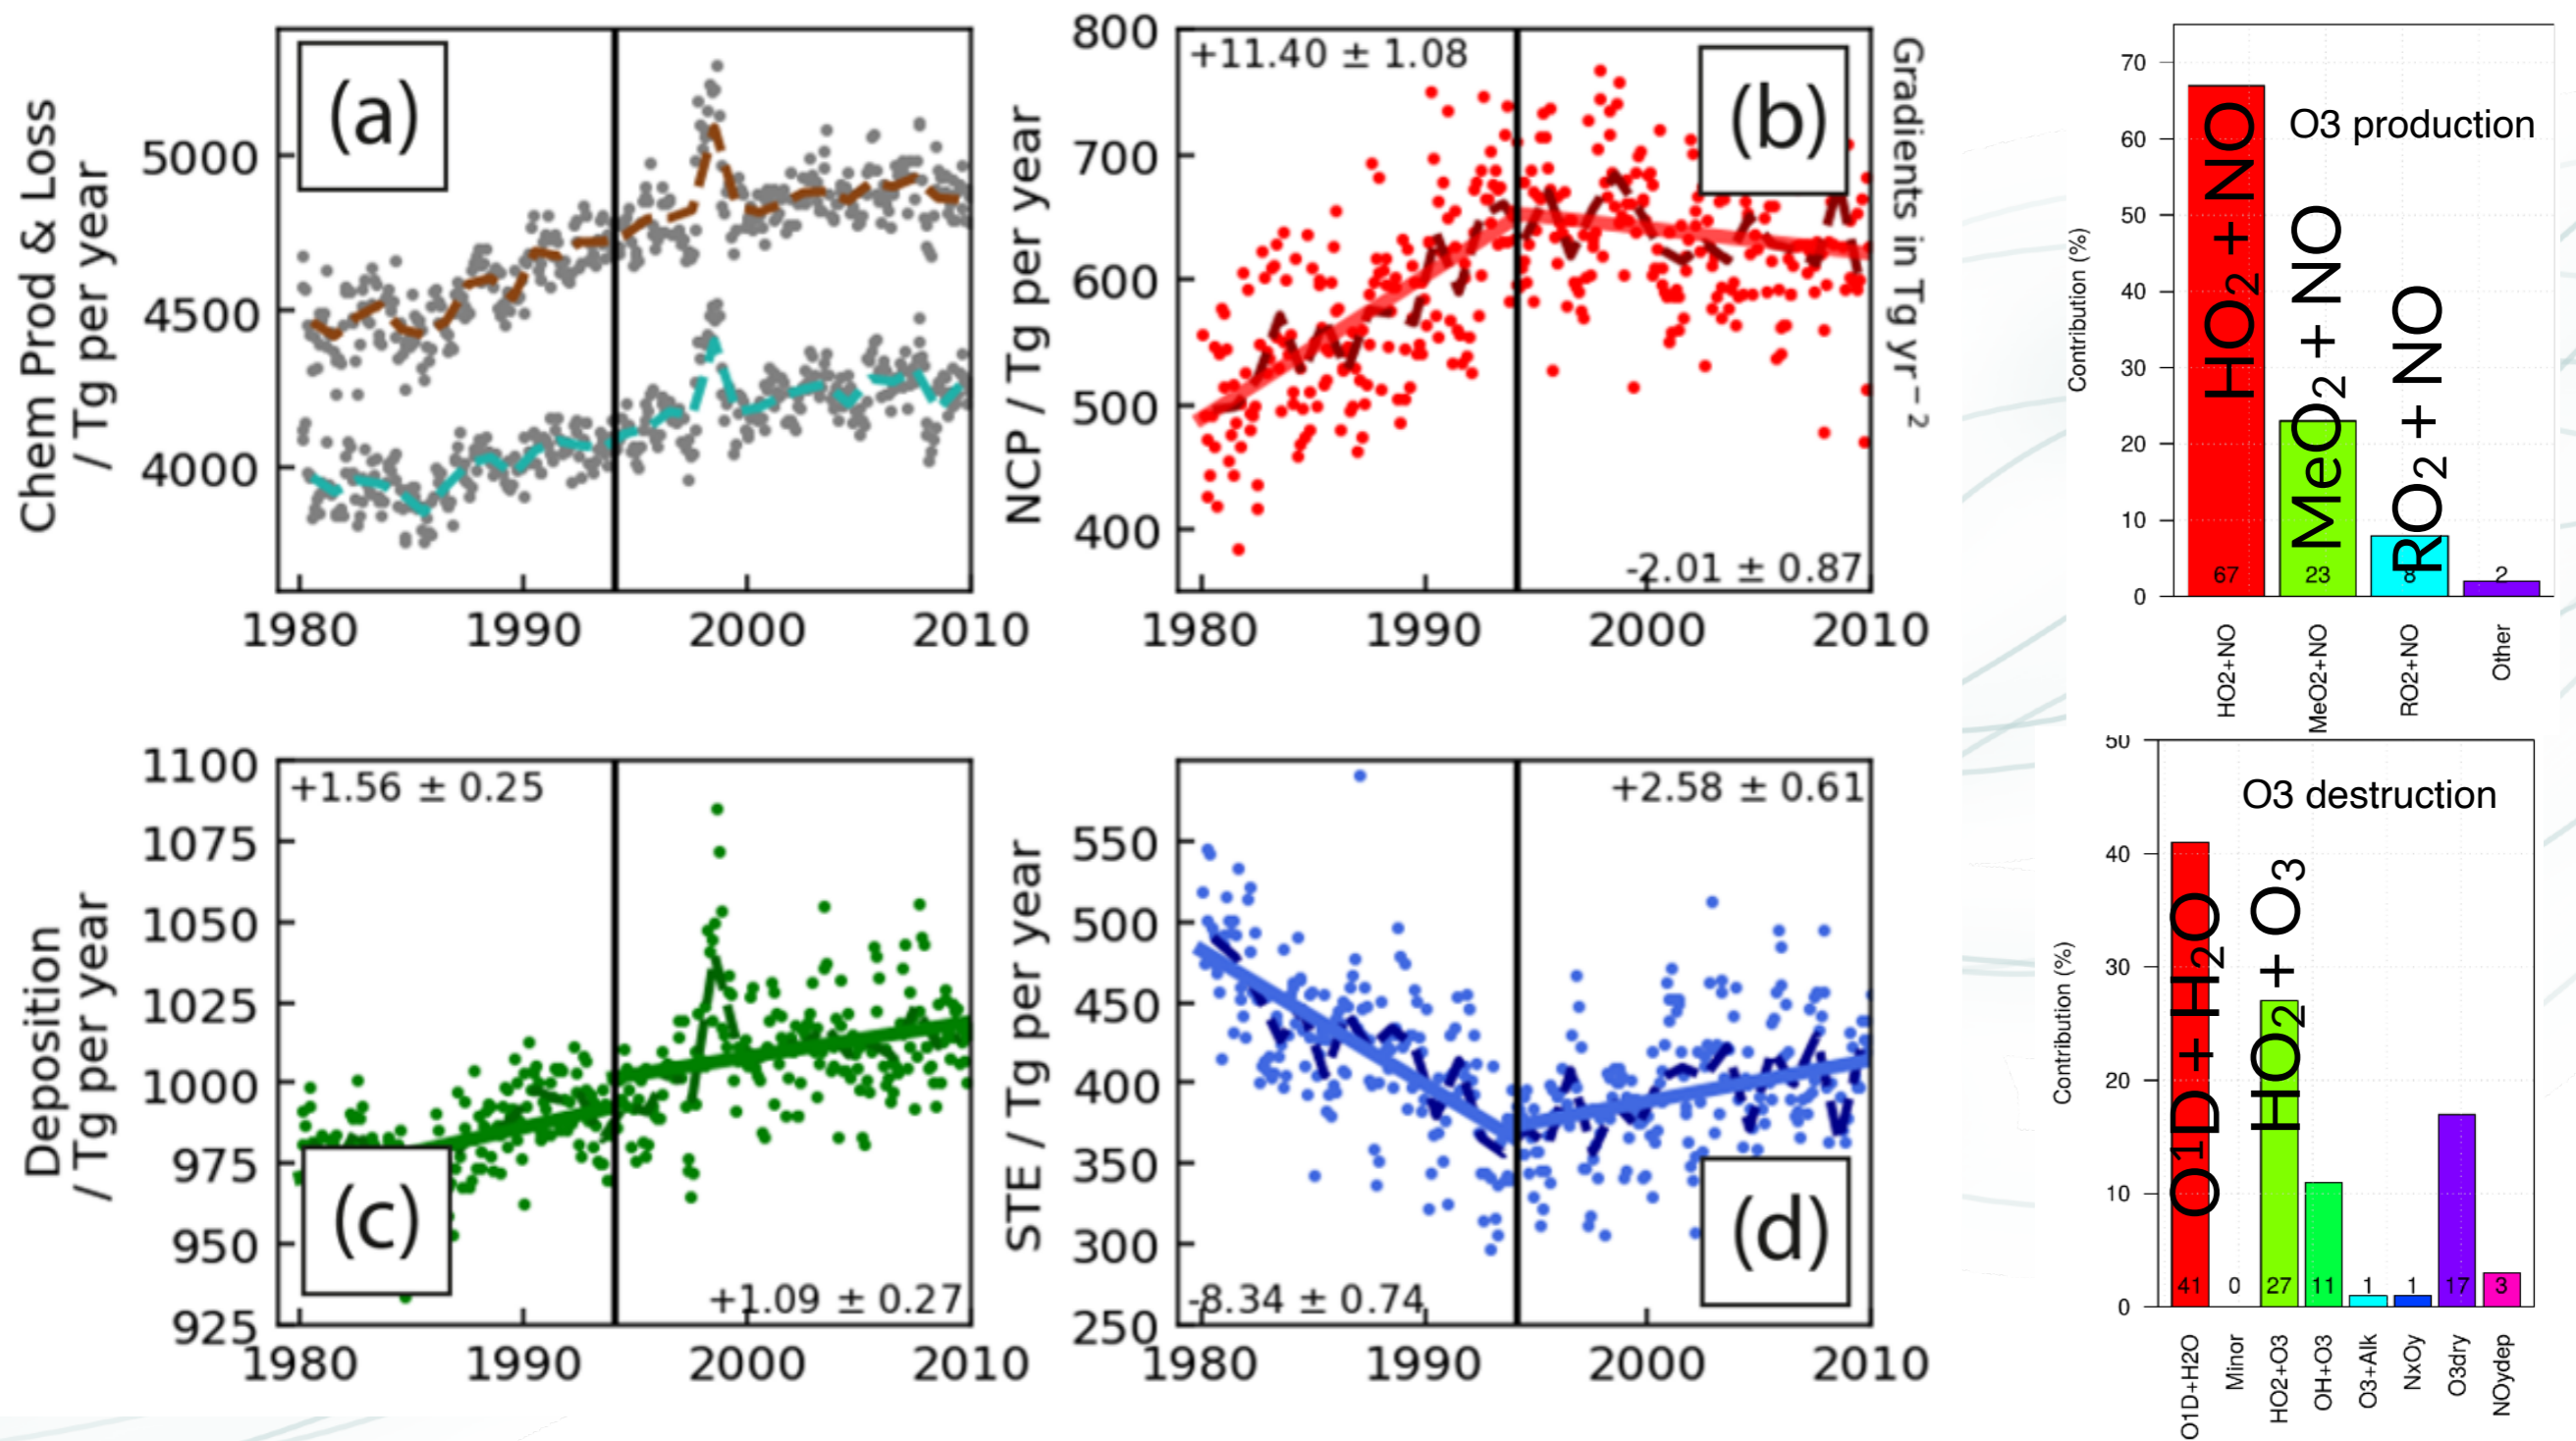 (a)
Chem Prod & Loss
/ Tg per year
5000
4500
4000
1980 1990 2000 2010
(b)
+11.40 ± 1.08
-2.01 ± 0.87
NCP / Tg per year
800
700
600
500
400
1980 1990 2000 2010
Gradients in Tg yr⁻²
O3 production
Contribution (%)
70
60
50
40
30
20
10
0
HO₂ + NO
MeO₂ + NO
RO₂ + NO
67 23 8 2
HO2+NO
MeO2+NO
RO2+NO
Other
(c)
+1.56 ± 0.25
+1.09 ± 0.27
Deposition
/ Tg per year
1100
1075
1050
1025
1000
975
950
925
1980 1990 2000 2010
(d)
+2.58 ± 0.61
-8.34 ± 0.74
STE / Tg per year
550
500
450
400
350
300
250
1980 1990 2000 2010
O3 destruction
Contribution (%)
50
40
30
20
10
0
O¹D + H₂O
HO₂ + O₃
41 0 27 11 1 1 17 3
O1D+H2O
Minor
HO2+O3
OH+O3
O3+Alk
NxOy
O3dry
NOydep